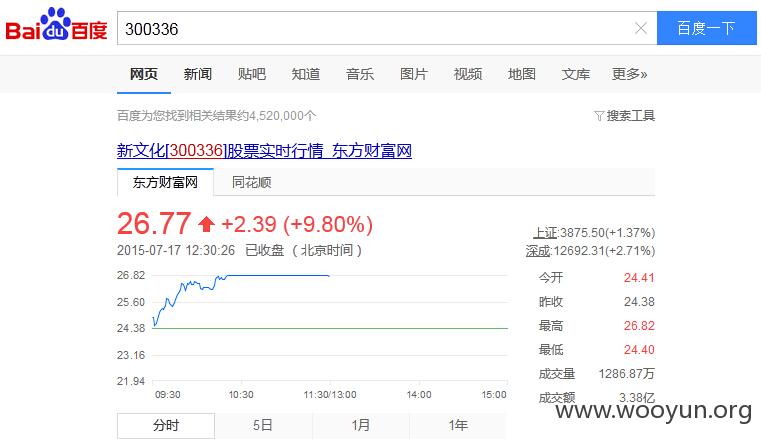 Bai du 百度
300336
百度一下
网页 新闻 贴吧 知道 音乐 图片 视频 地图 文库 更多»
百度为您找到相关结果约4,520,000个
搜索工具
新文化[300336]股票实时行情_东方财富网
东方财富网 同花顺
26.77 +2.39 (+9.80%)
2015-07-17 12:30:26 已收盘 ( 北京时间 )
上证:3875.50(+1.37%)
深成:12692.31(+2.71%)
26.82
25.60
24.38
23.16
21.94
09:30 10:30 11:30/13:00 14:00 15:00
今开 24.41
昨收 24.38
最高 26.82
最低 24.40
成交量 1286.87万
成交额 3.38亿
分时 5日 1月 1年
www.wooyun.org